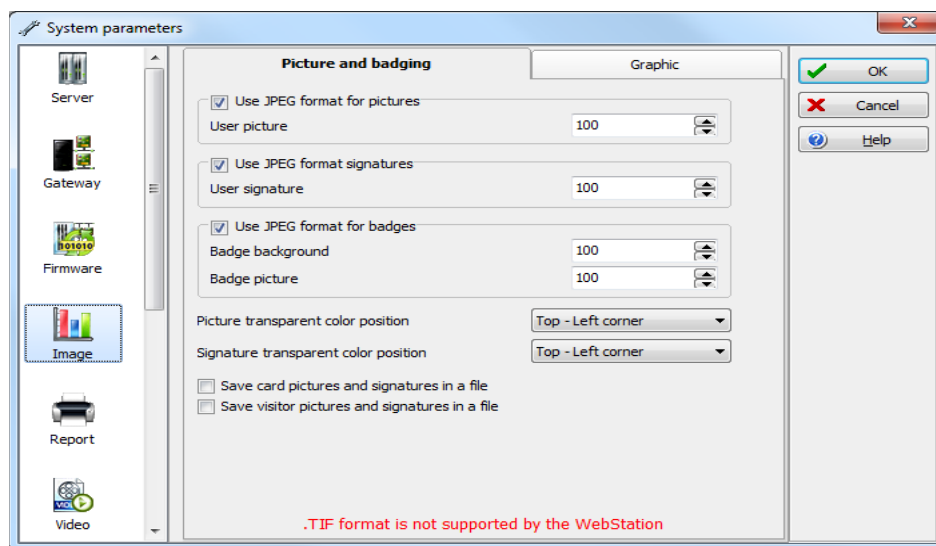 System parameters
Server
Gateway
Firmware
Image
Report
Video
Picture and badging
Graphic
Use JPEG format for pictures
User picture 100
Use JPEG format signatures
User signature 100
Use JPEG format for badges
Badge background 100
Badge picture 100
Picture transparent color position Top - Left corner
Signature transparent color position Top - Left corner
Save card pictures and signatures in a file
Save visitor pictures and signatures in a file
.TIF format is not supported by the WebStation
OK
Cancel
Help